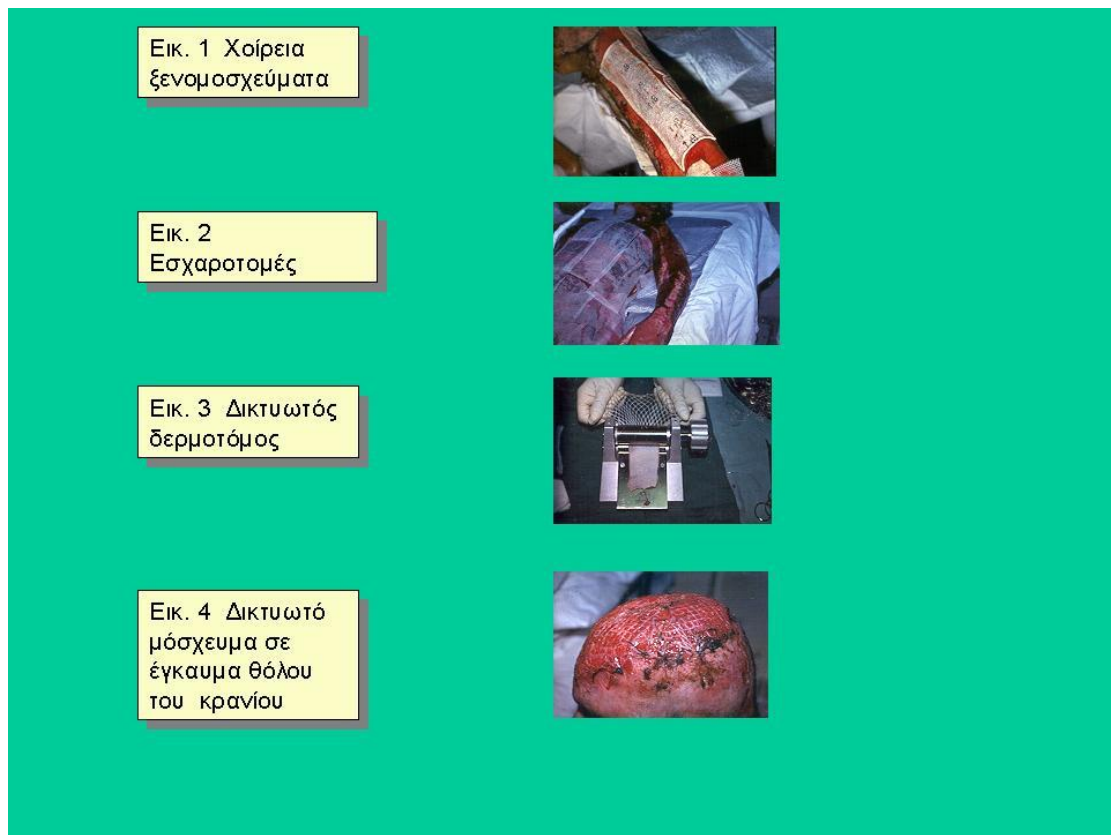 Εικ. 1 Χοίρεια
ξενομοσχεύματα
Εικ. 2
Εσχαροτομές
Εικ. 3 Δικτυωτός
δερμοτόμος
Εικ. 4 Δικτυωτό
μόσχευμα σε
έγκαυμα θόλου
του κρανίου